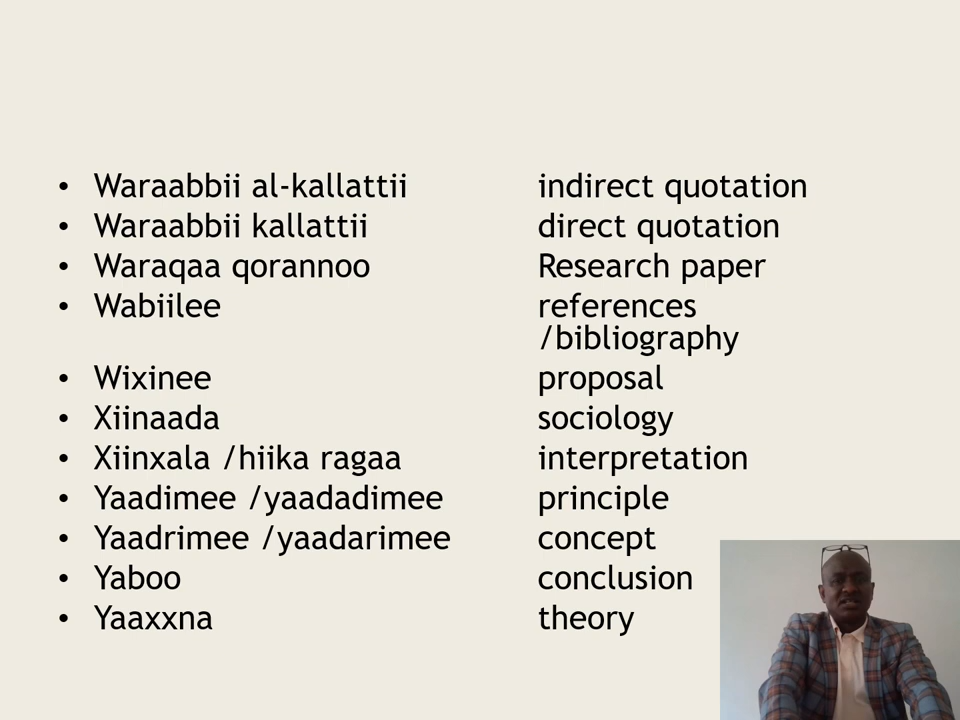 • Waraabbii al-kallattii indirect quotation
• Waraabbii kallattii direct quotation
• Waraqaa qorannoo Research paper
• Wabiilee references
/bibliography
• Wixinee proposal
• Xiinaada sociology
• Xiinxala /hiika ragaa interpretation
• Yaadimee /yaadadimee principle
• Yaadrimee /yaadarimee concept
• Yaboo conclusion
• Yaaxxna theory